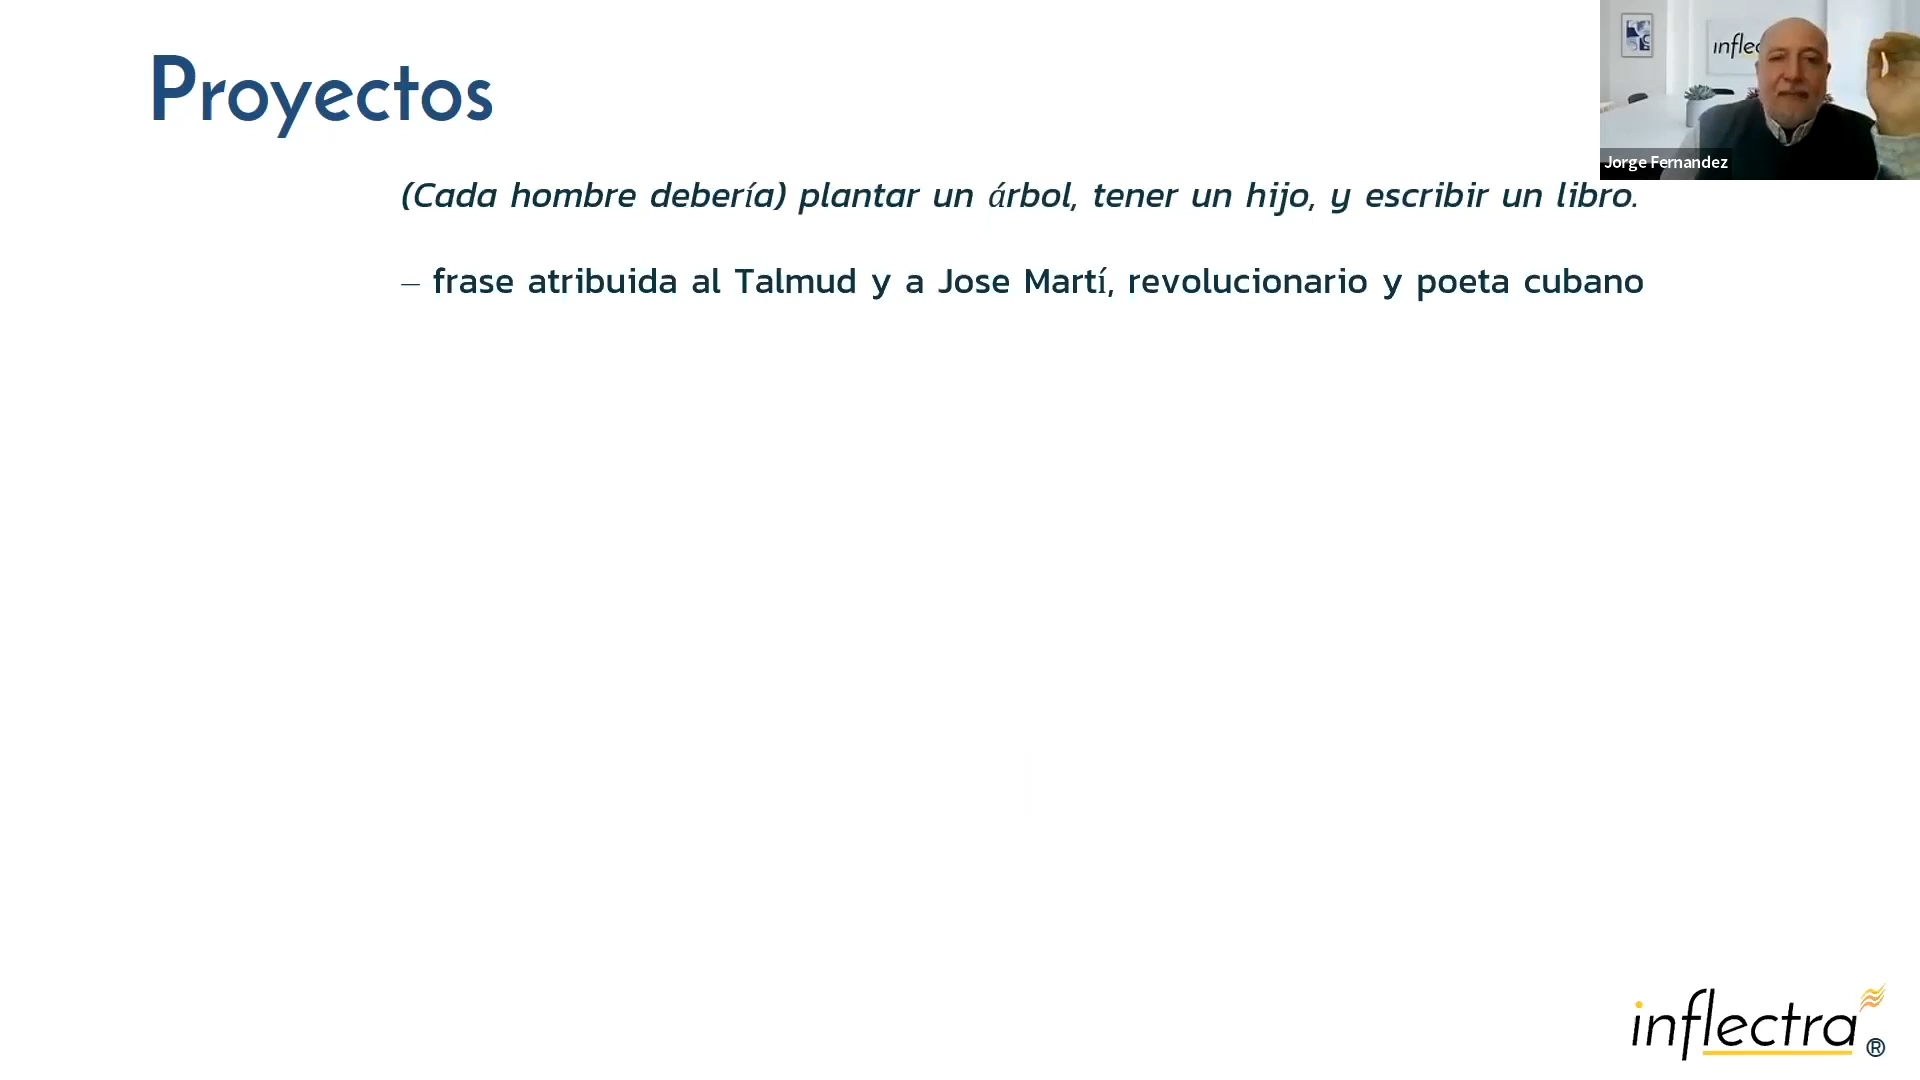 Proyectos
(Cada hombre debería) plantar un árbol, tener un hijo, y escribir un libro.
– frase atribuida al Talmud y a Jose Martí, revolucionario y poeta cubano
inflec
Jorge Fernandez
inflectra®